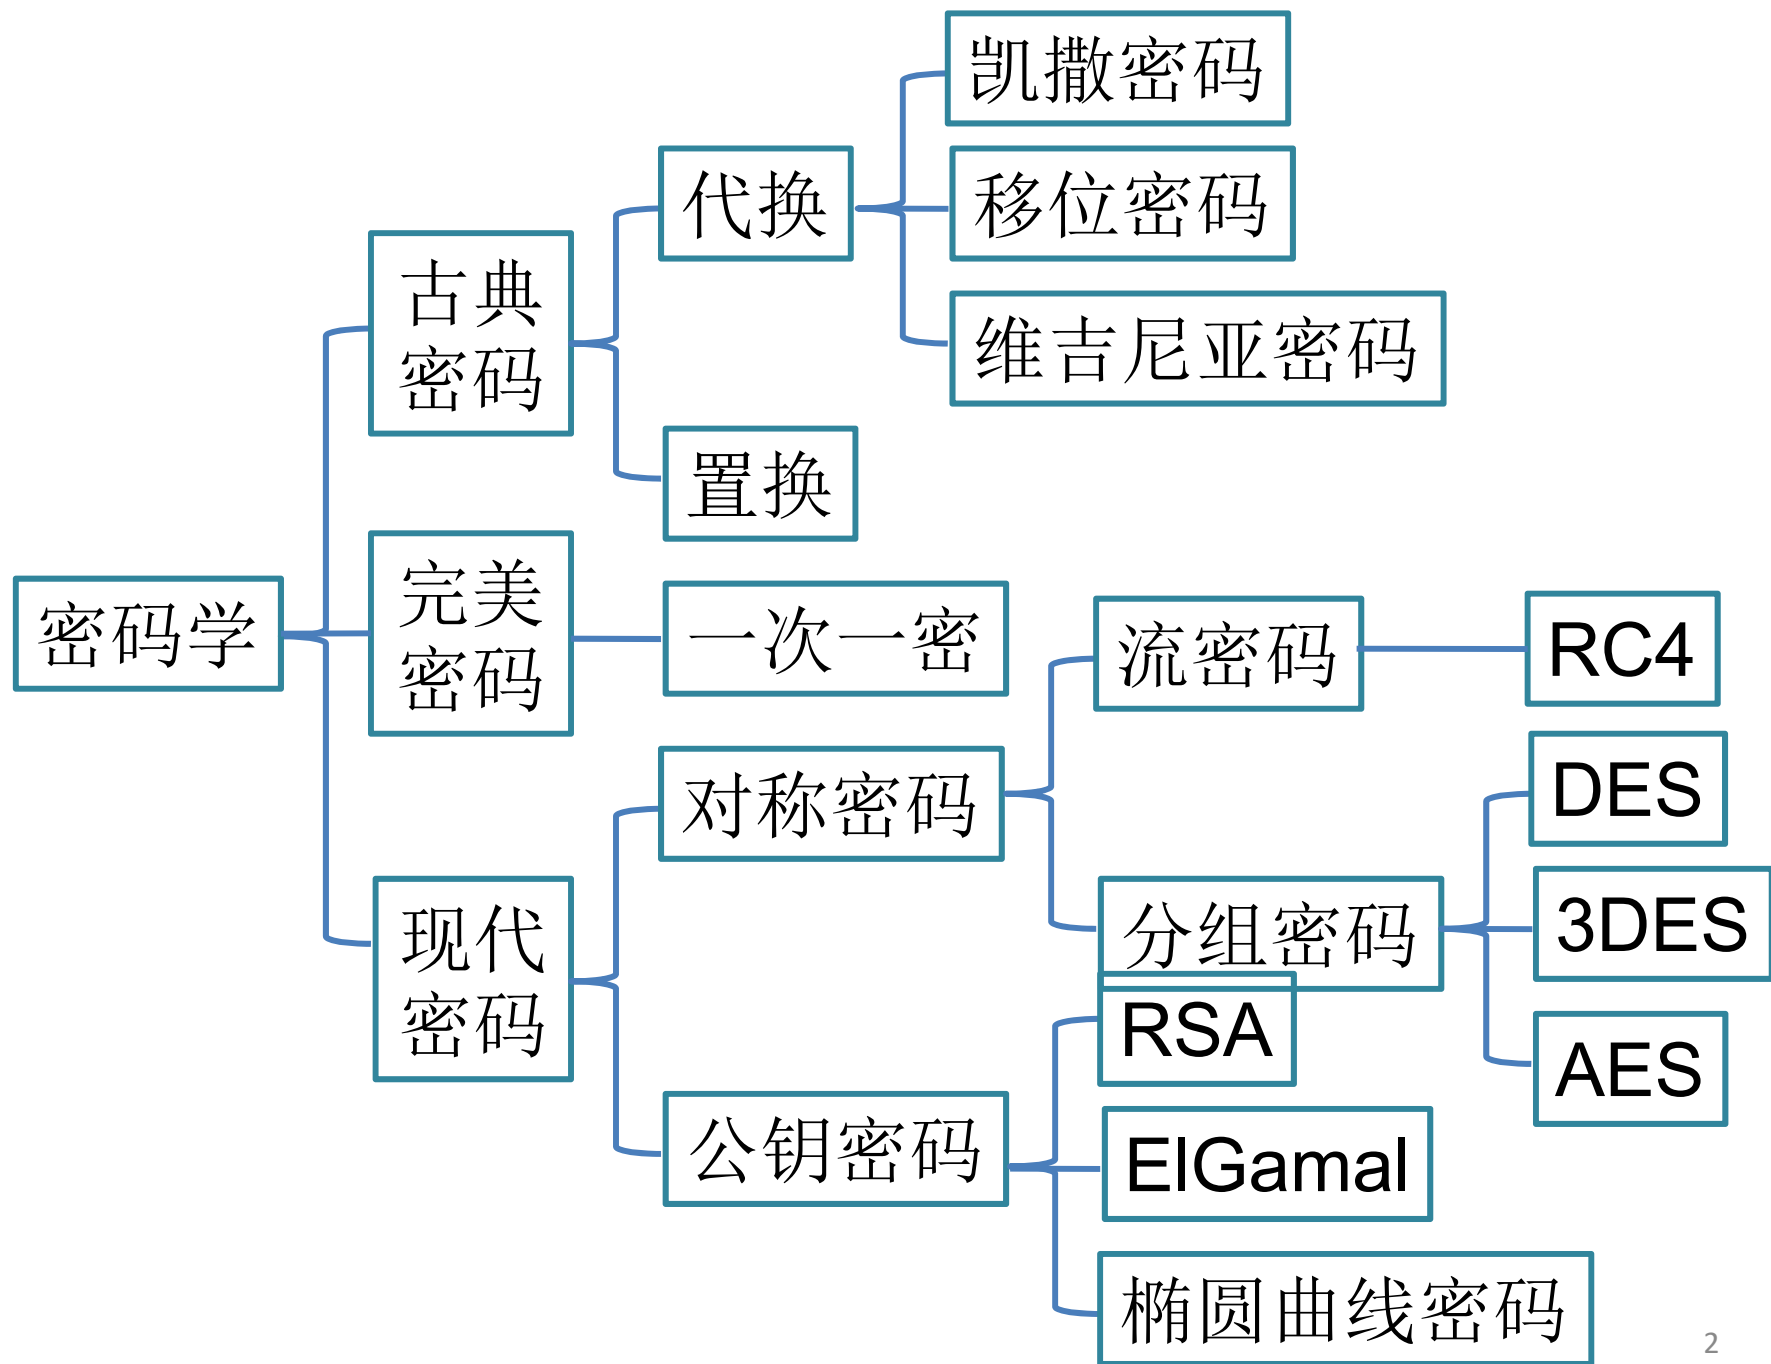 凯撒密码
代换
移位密码
古典
密码
维吉尼亚密码
置换
密码学
完美
密码
一次一密
流密码
RC4
对称密码
DES
现代
密码
分组密码
3DES
RSA
AES
公钥密码
ElGamal
椭圆曲线密码
2